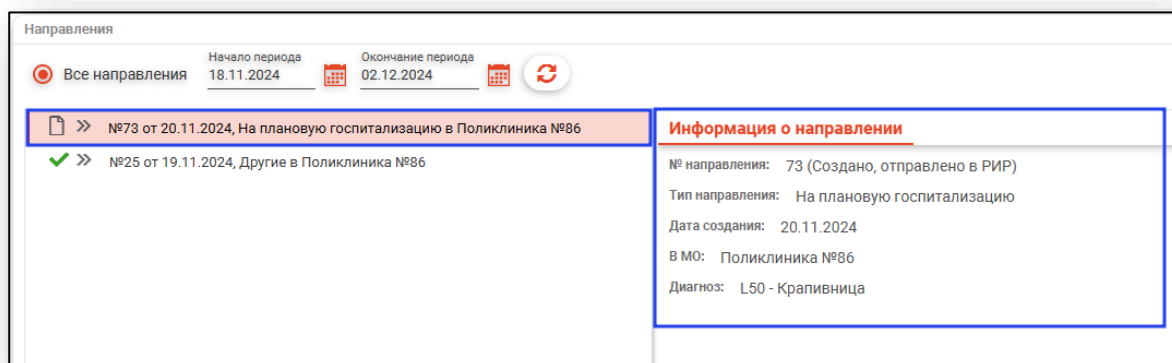 Направления
Все направления
Начало периода
18.11.2024
Окончание периода
02.12.2024
№73 от 20.11.2024, На плановую госпитализацию в Поликлиника №86
№25 от 19.11.2024, Другие в Поликлиника №86
Информация о направлении
№ направления: 73 (Создано, отправлено в РИР)
Тип направления: На плановую госпитализацию
Дата создания: 20.11.2024
В МО: Поликлиника №86
Диагноз: L50 - Крапивница